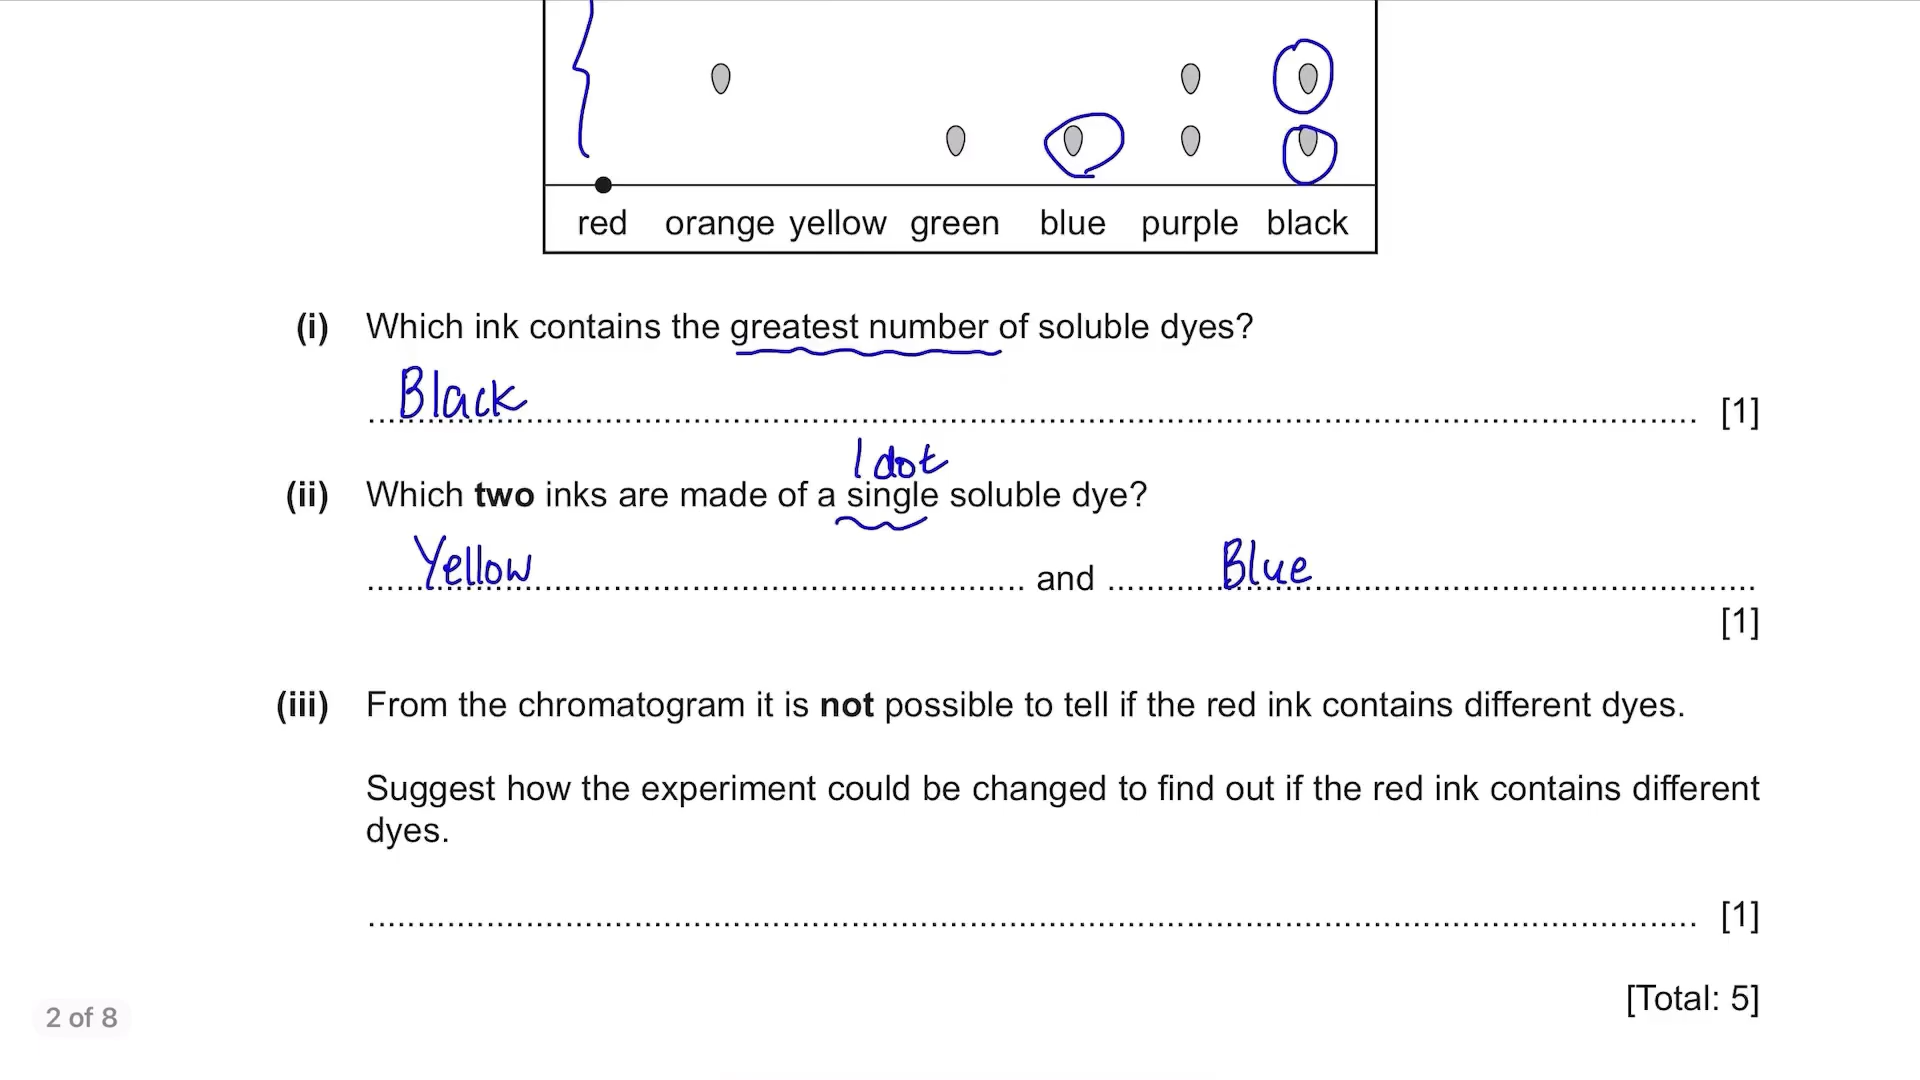 red orange yellow green blue purple black
(i) Which ink contains the greatest number of soluble dyes?
Black [1]
1 dot
(ii) Which two inks are made of a single soluble dye?
Yellow and Blue
[1]
(iii) From the chromatogram it is not possible to tell if the red ink contains different dyes.
Suggest how the experiment could be changed to find out if the red ink contains different
dyes.
[1]
[Total: 5]
2 of 8